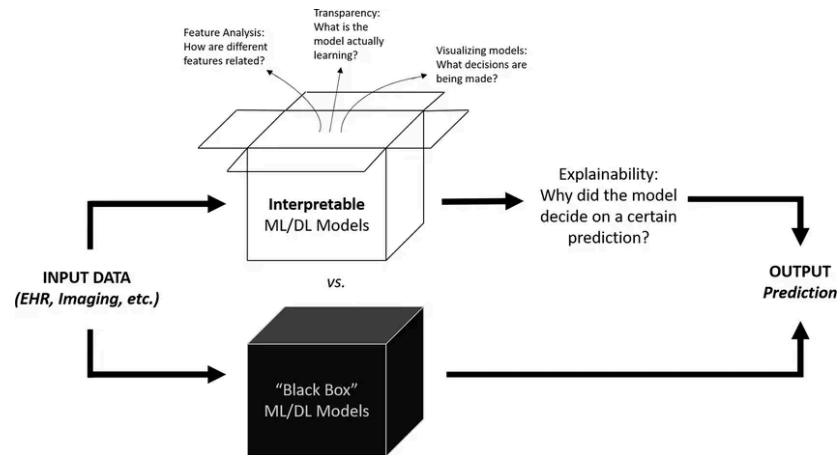 Feature Analysis:
How are different
features related?
Transparency:
What is the
model actually
learning?
Visualizing models:
What decisions are
being made?
Interpretable
ML/DL Models
Explainability:
Why did the model
decide on a certain
prediction?
INPUT DATA
(EHR, Imaging, etc.)
vs.
OUTPUT
Prediction
“Black Box”
ML/DL Models